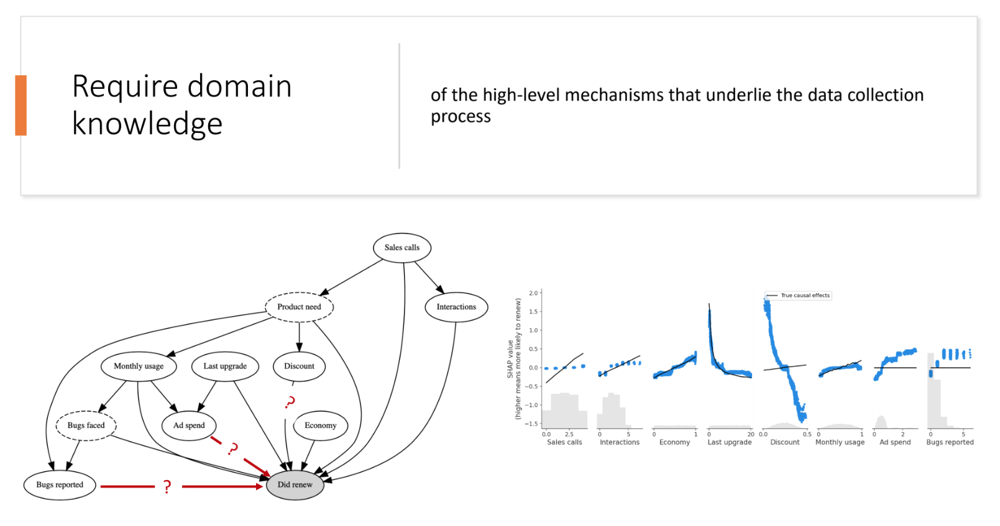 Require domain
knowledge
of the high-level mechanisms that underlie the data collection
process
Sales calls
Product need
Interactions
Monthly usage
Last upgrade
Discount
?
Bugs faced
Ad spend
Economy
?
Bugs reported
?
Did renew
SHAP value
(higher means more likely to renew)
2.0
1.5
1.0
0.5
0.0
−0.5
−1.0
−1.5
True causal effects
0.0 2.5
Sales calls
0 5
Interactions
0 1
Economy
0 20
Last upgrade
0 0.5
Discount
0 1
Monthly usage
0 2
Ad spend
0 5
Bugs reported